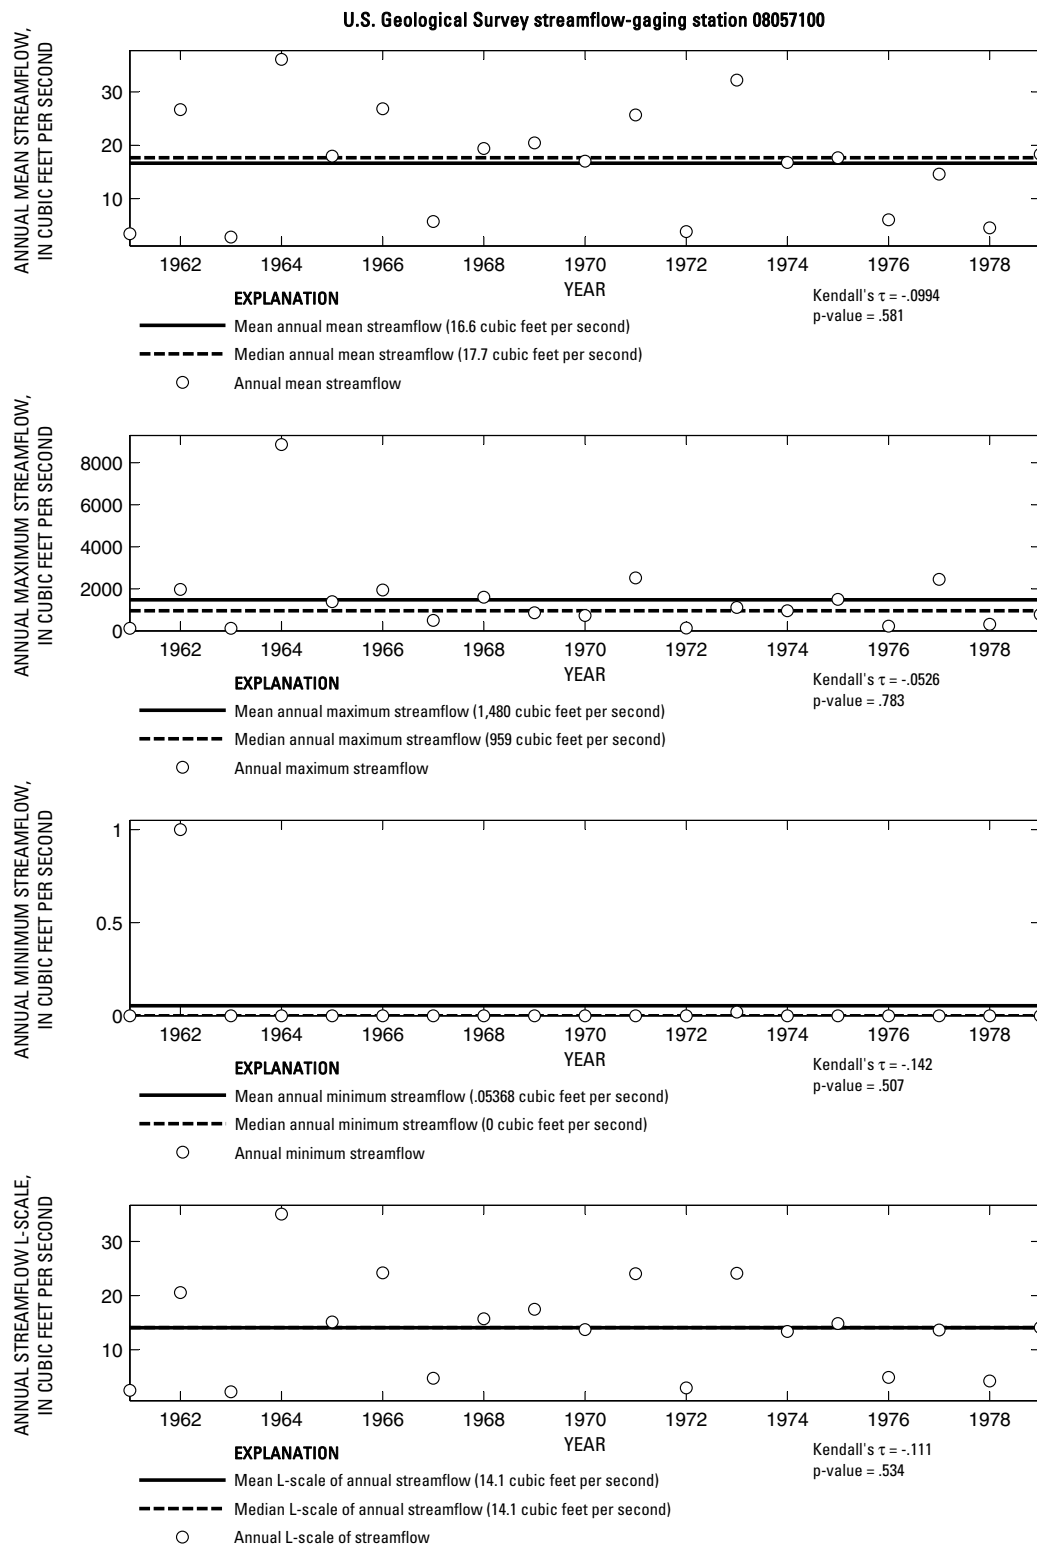 U.S. Geological Survey streamflow-gaging station 08057100
ANNUAL MEAN STREAMFLOW,
IN CUBIC FEET PER SECOND
30
20
10
1962 1964 1966 1968 1970 1972 1974 1976 1978
YEAR
EXPLANATION
Mean annual mean streamflow (16.6 cubic feet per second)
Median annual mean streamflow (17.7 cubic feet per second)
Annual mean streamflow
Kendall's τ = -.0994
p-value = .581
ANNUAL MAXIMUM STREAMFLOW,
IN CUBIC FEET PER SECOND
8000
6000
4000
2000
0
1962 1964 1966 1968 1970 1972 1974 1976 1978
YEAR
EXPLANATION
Mean annual maximum streamflow (1,480 cubic feet per second)
Median annual maximum streamflow (959 cubic feet per second)
Annual maximum streamflow
Kendall's τ = -.0526
p-value = .783
ANNUAL MINIMUM STREAMFLOW,
IN CUBIC FEET PER SECOND
1
0.5
0
1962 1964 1966 1968 1970 1972 1974 1976 1978
YEAR
EXPLANATION
Mean annual minimum streamflow (.05368 cubic feet per second)
Median annual minimum streamflow (0 cubic feet per second)
Annual minimum streamflow
Kendall's τ = -.142
p-value = .507
ANNUAL STREAMFLOW L-SCALE,
IN CUBIC FEET PER SECOND
30
20
10
1962 1964 1966 1968 1970 1972 1974 1976 1978
YEAR
EXPLANATION
Mean L-scale of annual streamflow (14.1 cubic feet per second)
Median L-scale of annual streamflow (14.1 cubic feet per second)
Annual L-scale of streamflow
Kendall's τ = -.111
p-value = .534